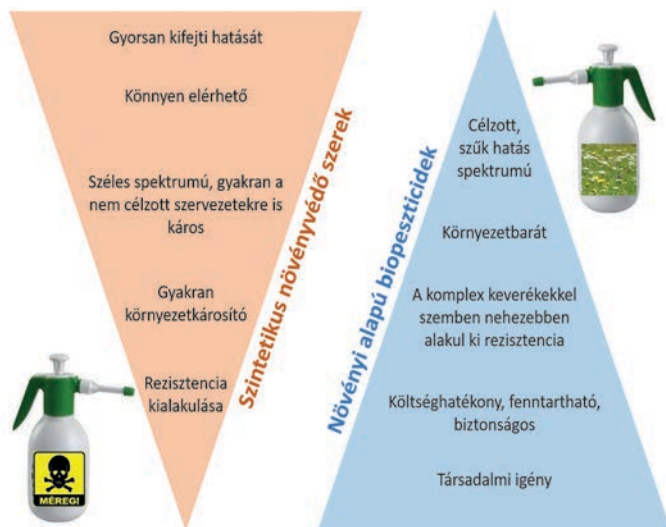 Gyorsan kifejti hatását
Könnyen elérhető
Széles spektrumú, gyakran a
nem célzott szervezetekre is
káros
Gyakran
környezetkárosító
Rezisztencia
kialakulása
Szintetikus növényvédő szerek
MÉREG!
Növényi alapú biopeszticidek
Célzott,
szűk hatás
spektrumú
Környezetbarát
A komplex keverékekkel
szemben nehezebben
alakul ki rezisztencia
Költséghatékony, fenntartható,
biztonságos
Társadalmi igény